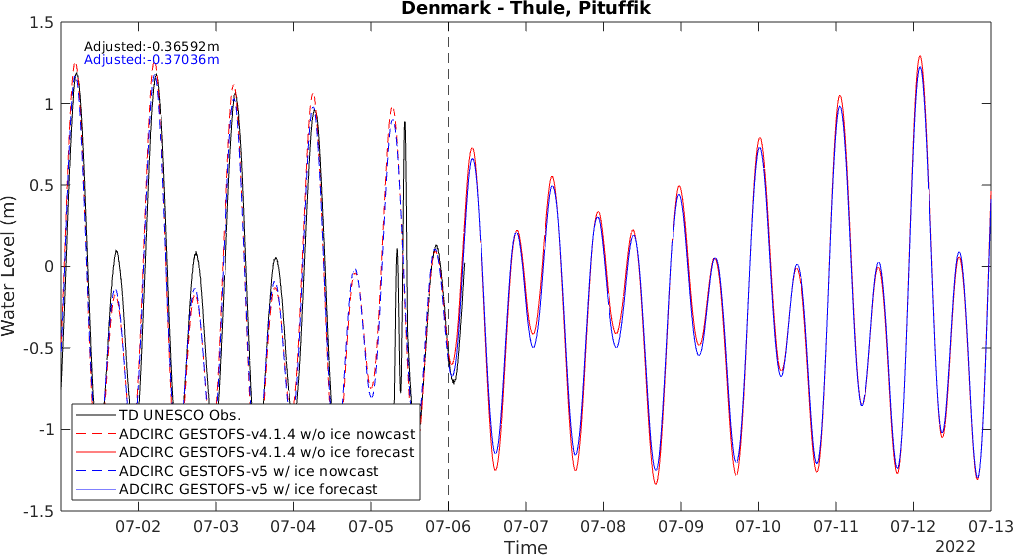 Denmark - Thule, Pituffik
Adjusted:-0.36592m
Adjusted:-0.37036m
1.5
1
0.5
0
-0.5
-1
-1.5
Water Level (m)
TD UNESCO Obs.
ADCIRC GESTOFS-v4.1.4 w/o ice nowcast
ADCIRC GESTOFS-v4.1.4 w/o ice forecast
ADCIRC GESTOFS-v5 w/ ice nowcast
ADCIRC GESTOFS-v5 w/ ice forecast
07-02 07-03 07-04 07-05 07-06 07-07 07-08 07-09 07-10 07-11 07-12 07-13
Time
2022